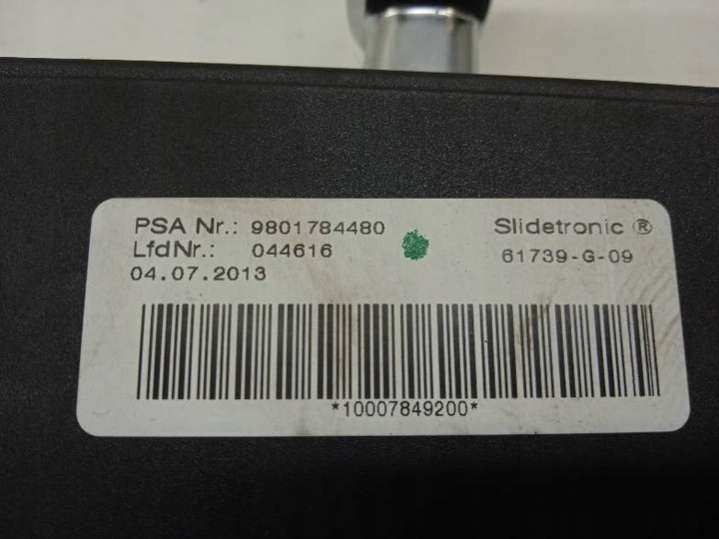 PSA Nr.: 9801784480
LfdNr.: 044616
04.07.2013
Slidetronic ®
61739-G-09
*10007849200*